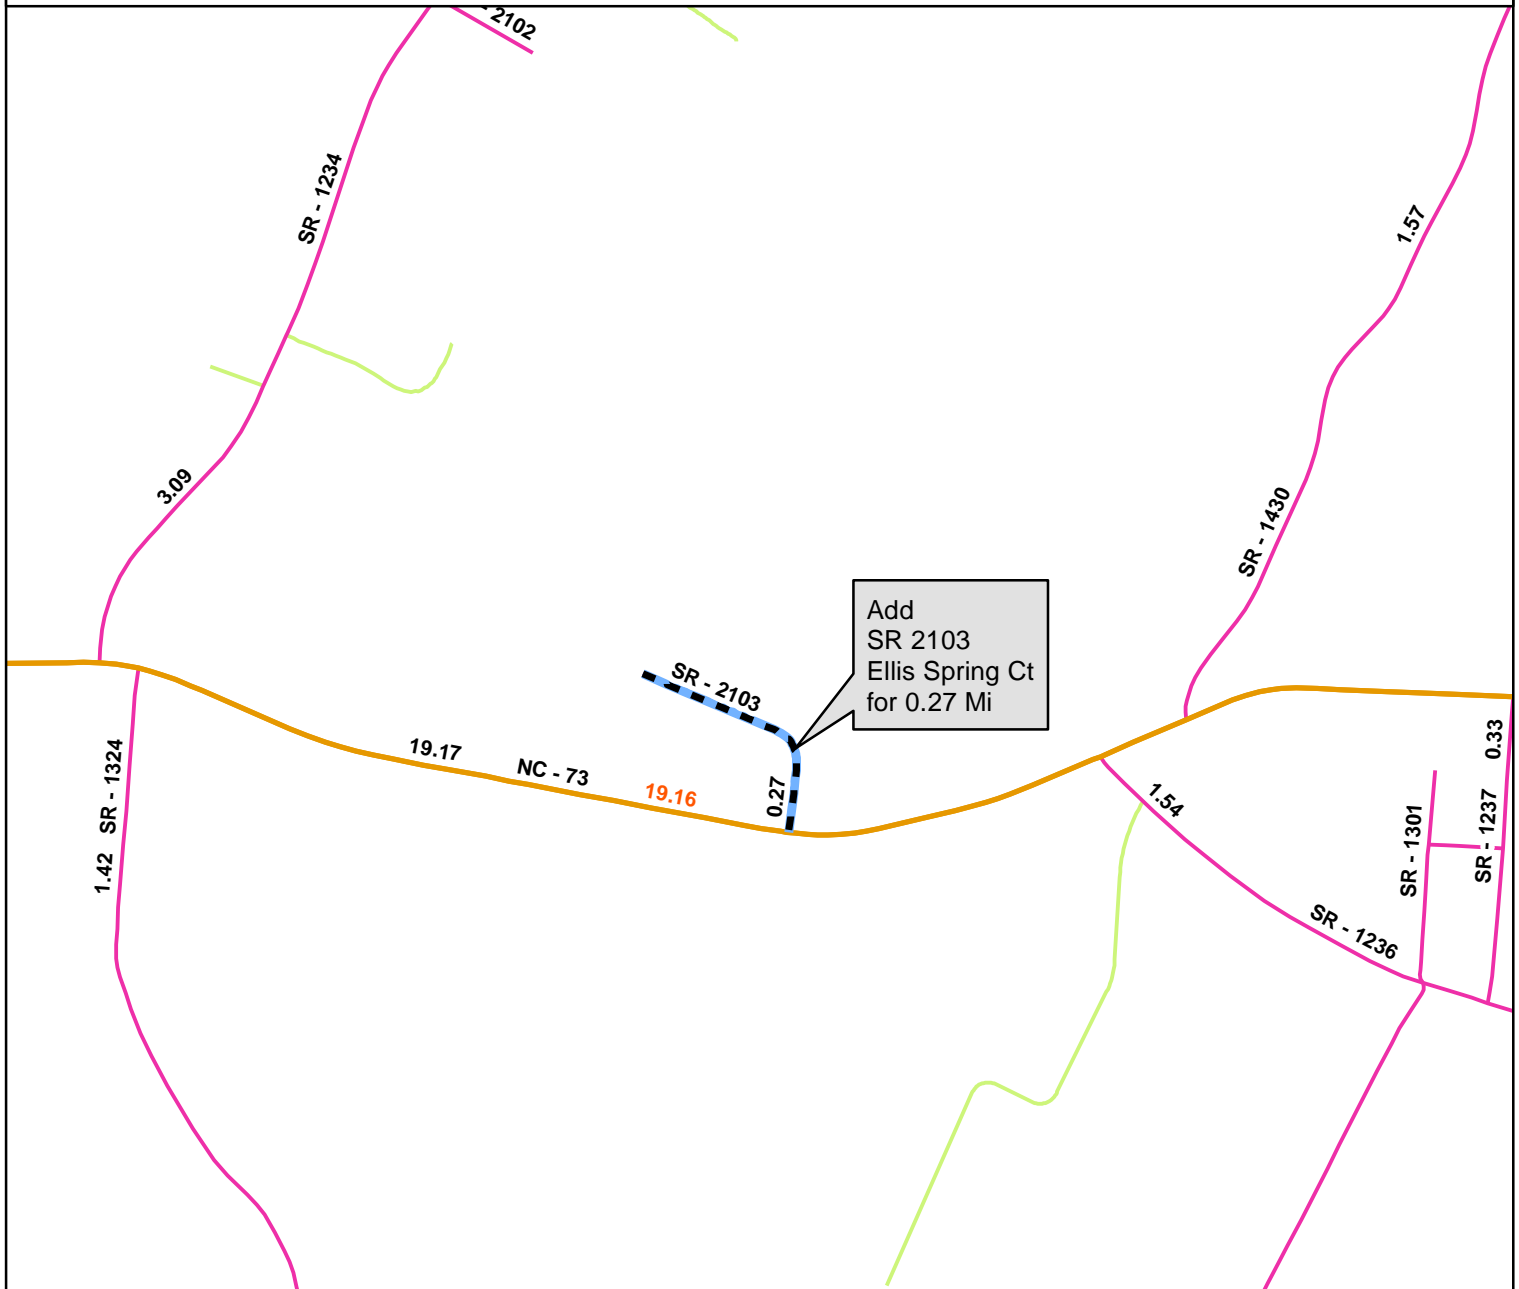 - 2102
SR - 1234
1.57
3.09
SR - 1430
Add
SR 2103
Ellis Spring Ct
for 0.27 Mi
SR - 2103
0.27
19.17
NC - 73
19.16
SR - 1324
1.42
0.33
1.54
SR - 1301
SR - 1237
SR - 1236